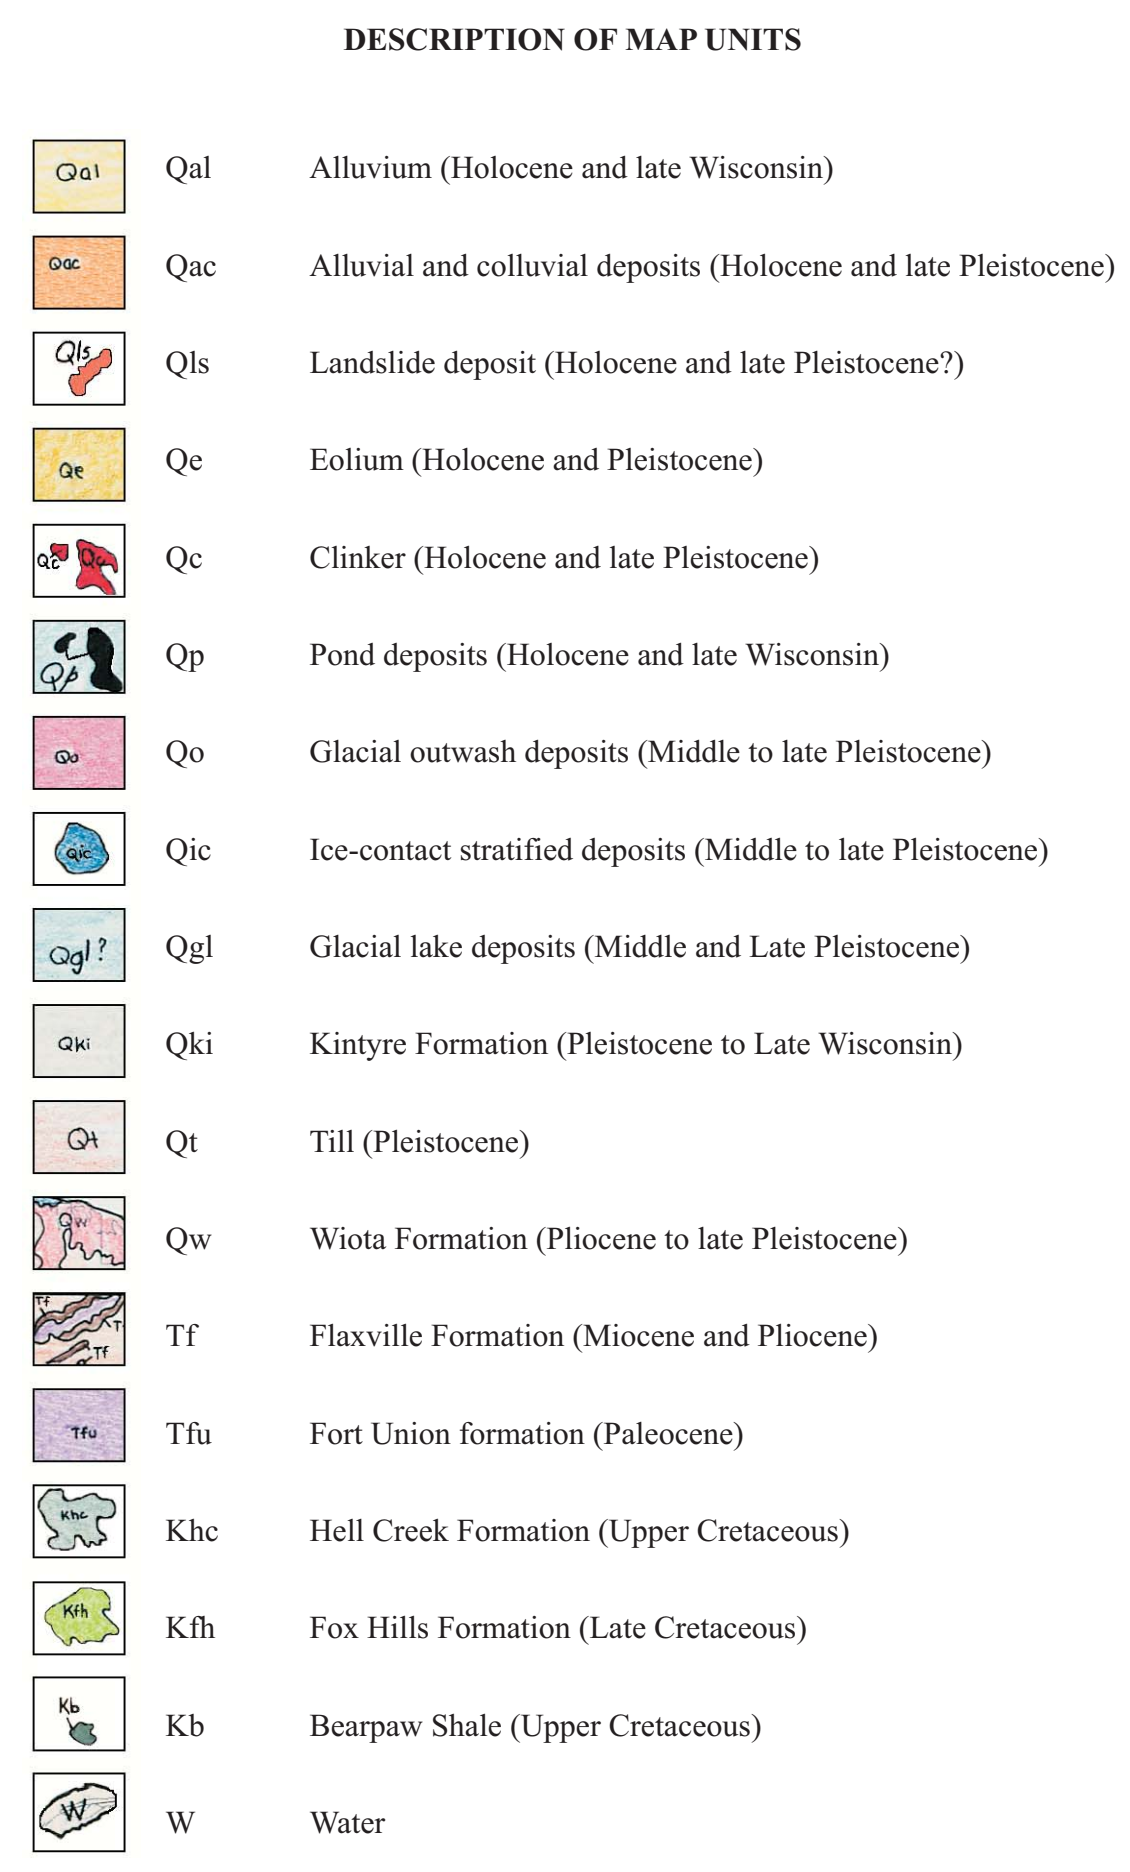 DESCRIPTION OF MAP UNITS
Qal Qal Alluvium (Holocene and late Wisconsin)
Qac Qac Alluvial and colluvial deposits (Holocene and late Pleistocene)
Qls Qls Landslide deposit (Holocene and late Pleistocene?)
Qe Qe Eolium (Holocene and Pleistocene)
Qc Qc Qc Clinker (Holocene and late Pleistocene)
Qp Qp Pond deposits (Holocene and late Wisconsin)
Qo Qo Glacial outwash deposits (Middle to late Pleistocene)
Qic Qic Ice-contact stratified deposits (Middle to late Pleistocene)
Qgl? Qgl Glacial lake deposits (Middle and Late Pleistocene)
Qki Qki Kintyre Formation (Pleistocene to Late Wisconsin)
Qt Qt Till (Pleistocene)
Qw Qw Wiota Formation (Pliocene to late Pleistocene)
Tf T Tf Tf Flaxville Formation (Miocene and Pliocene)
Tfu Tfu Fort Union formation (Paleocene)
Khc Khc Hell Creek Formation (Upper Cretaceous)
Kfh Kfh Fox Hills Formation (Late Cretaceous)
Kb Kb Bearpaw Shale (Upper Cretaceous)
W W Water